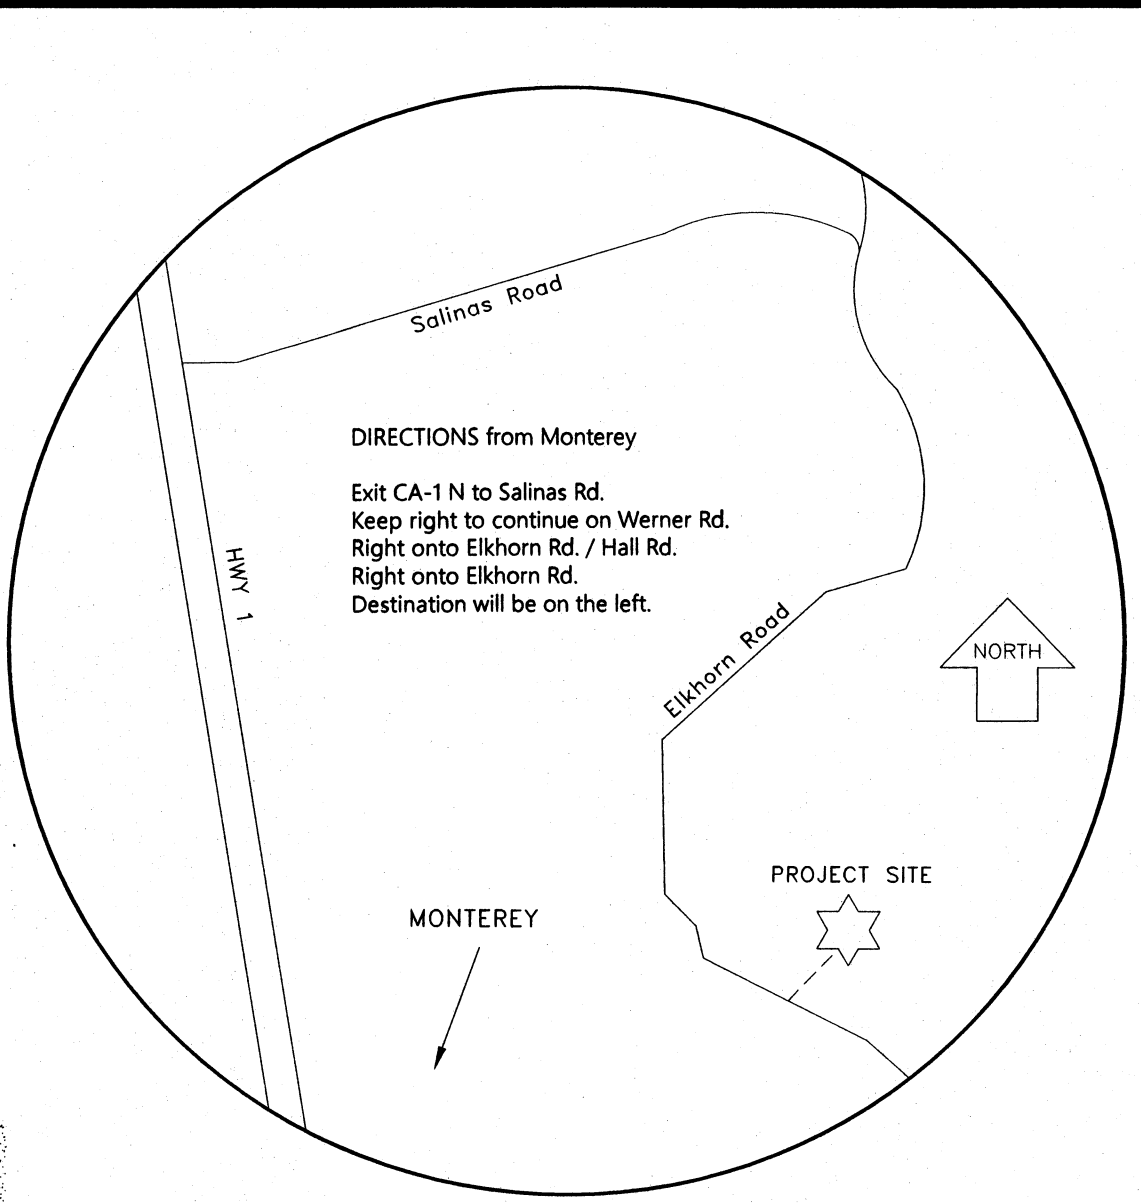 Salinas Road
DIRECTIONS from Monterey
Exit CA-1 N to Salinas Rd.
Keep right to continue on Werner Rd.
Right onto Elkhorn Rd. / Hall Rd.
Right onto Elkhorn Rd.
Destination will be on the left.
HWY 1
Elkhorn Road
NORTH
PROJECT SITE
MONTEREY